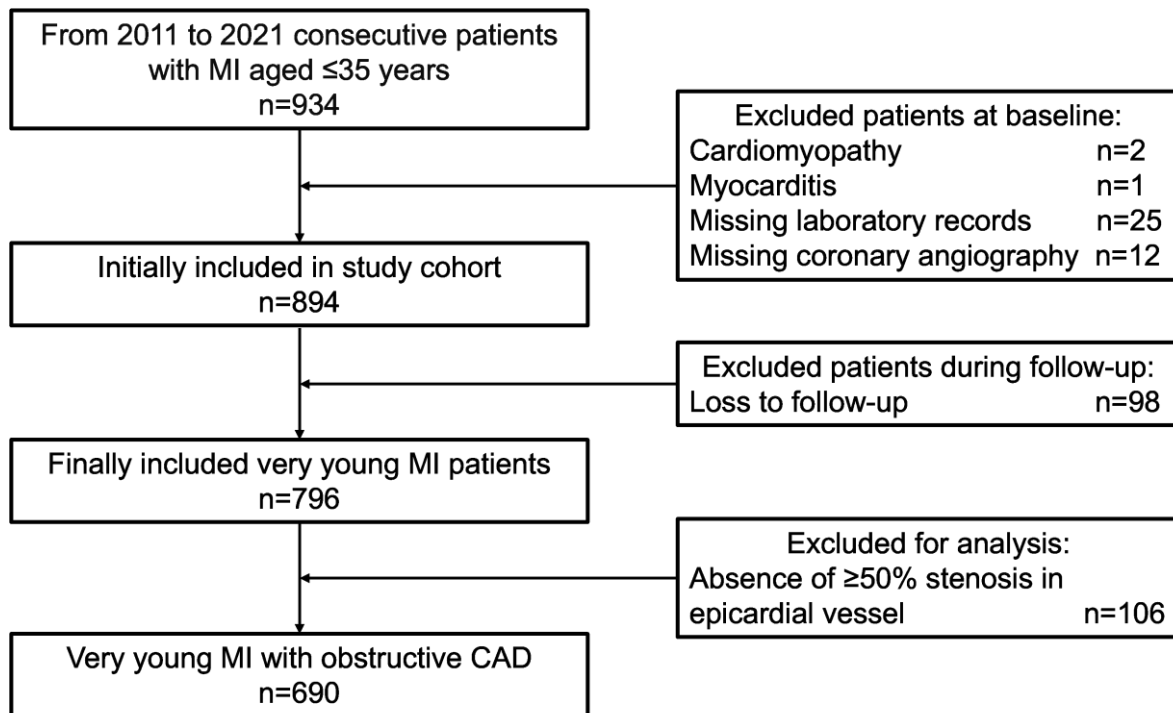 From 2011 to 2021 consecutive patients
with MI aged ≤35 years
n=934
Excluded patients at baseline:
Cardiomyopathy n=2
Myocarditis n=1
Missing laboratory records n=25
Missing coronary angiography n=12
Initially included in study cohort
n=894
Excluded patients during follow-up:
Loss to follow-up n=98
Finally included very young MI patients
n=796
Excluded for analysis:
Absence of ≥50% stenosis in
epicardial vessel n=106
Very young MI with obstructive CAD
n=690